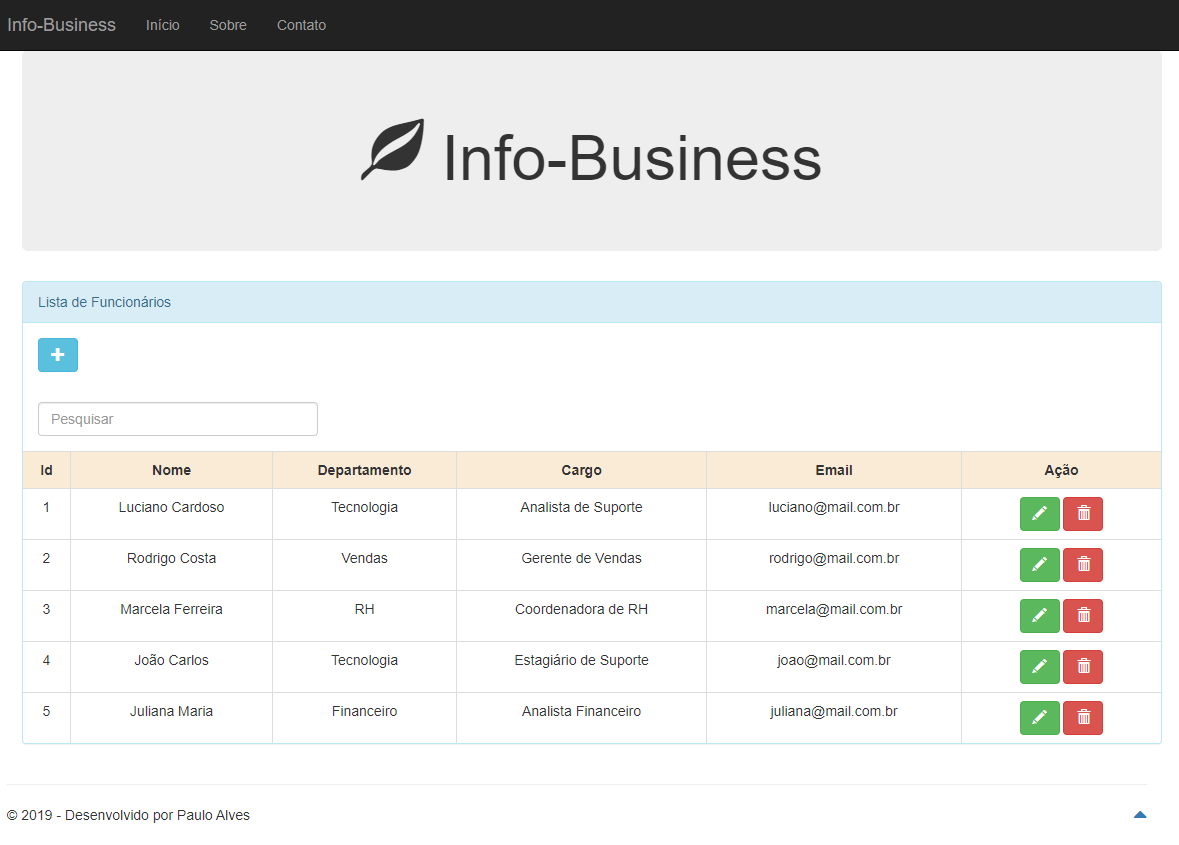 Info-Business Início Sobre Contato
Info-Business
Lista de Funcionários
Pesquisar
Id Nome Departamento Cargo Email Ação
1 Luciano Cardoso Tecnologia Analista de Suporte luciano@mail.com.br
2 Rodrigo Costa Vendas Gerente de Vendas rodrigo@mail.com.br
3 Marcela Ferreira RH Coordenadora de RH marcela@mail.com.br
4 João Carlos Tecnologia Estagiário de Suporte joao@mail.com.br
5 Juliana Maria Financeiro Analista Financeiro juliana@mail.com.br
© 2019 - Desenvolvido por Paulo Alves